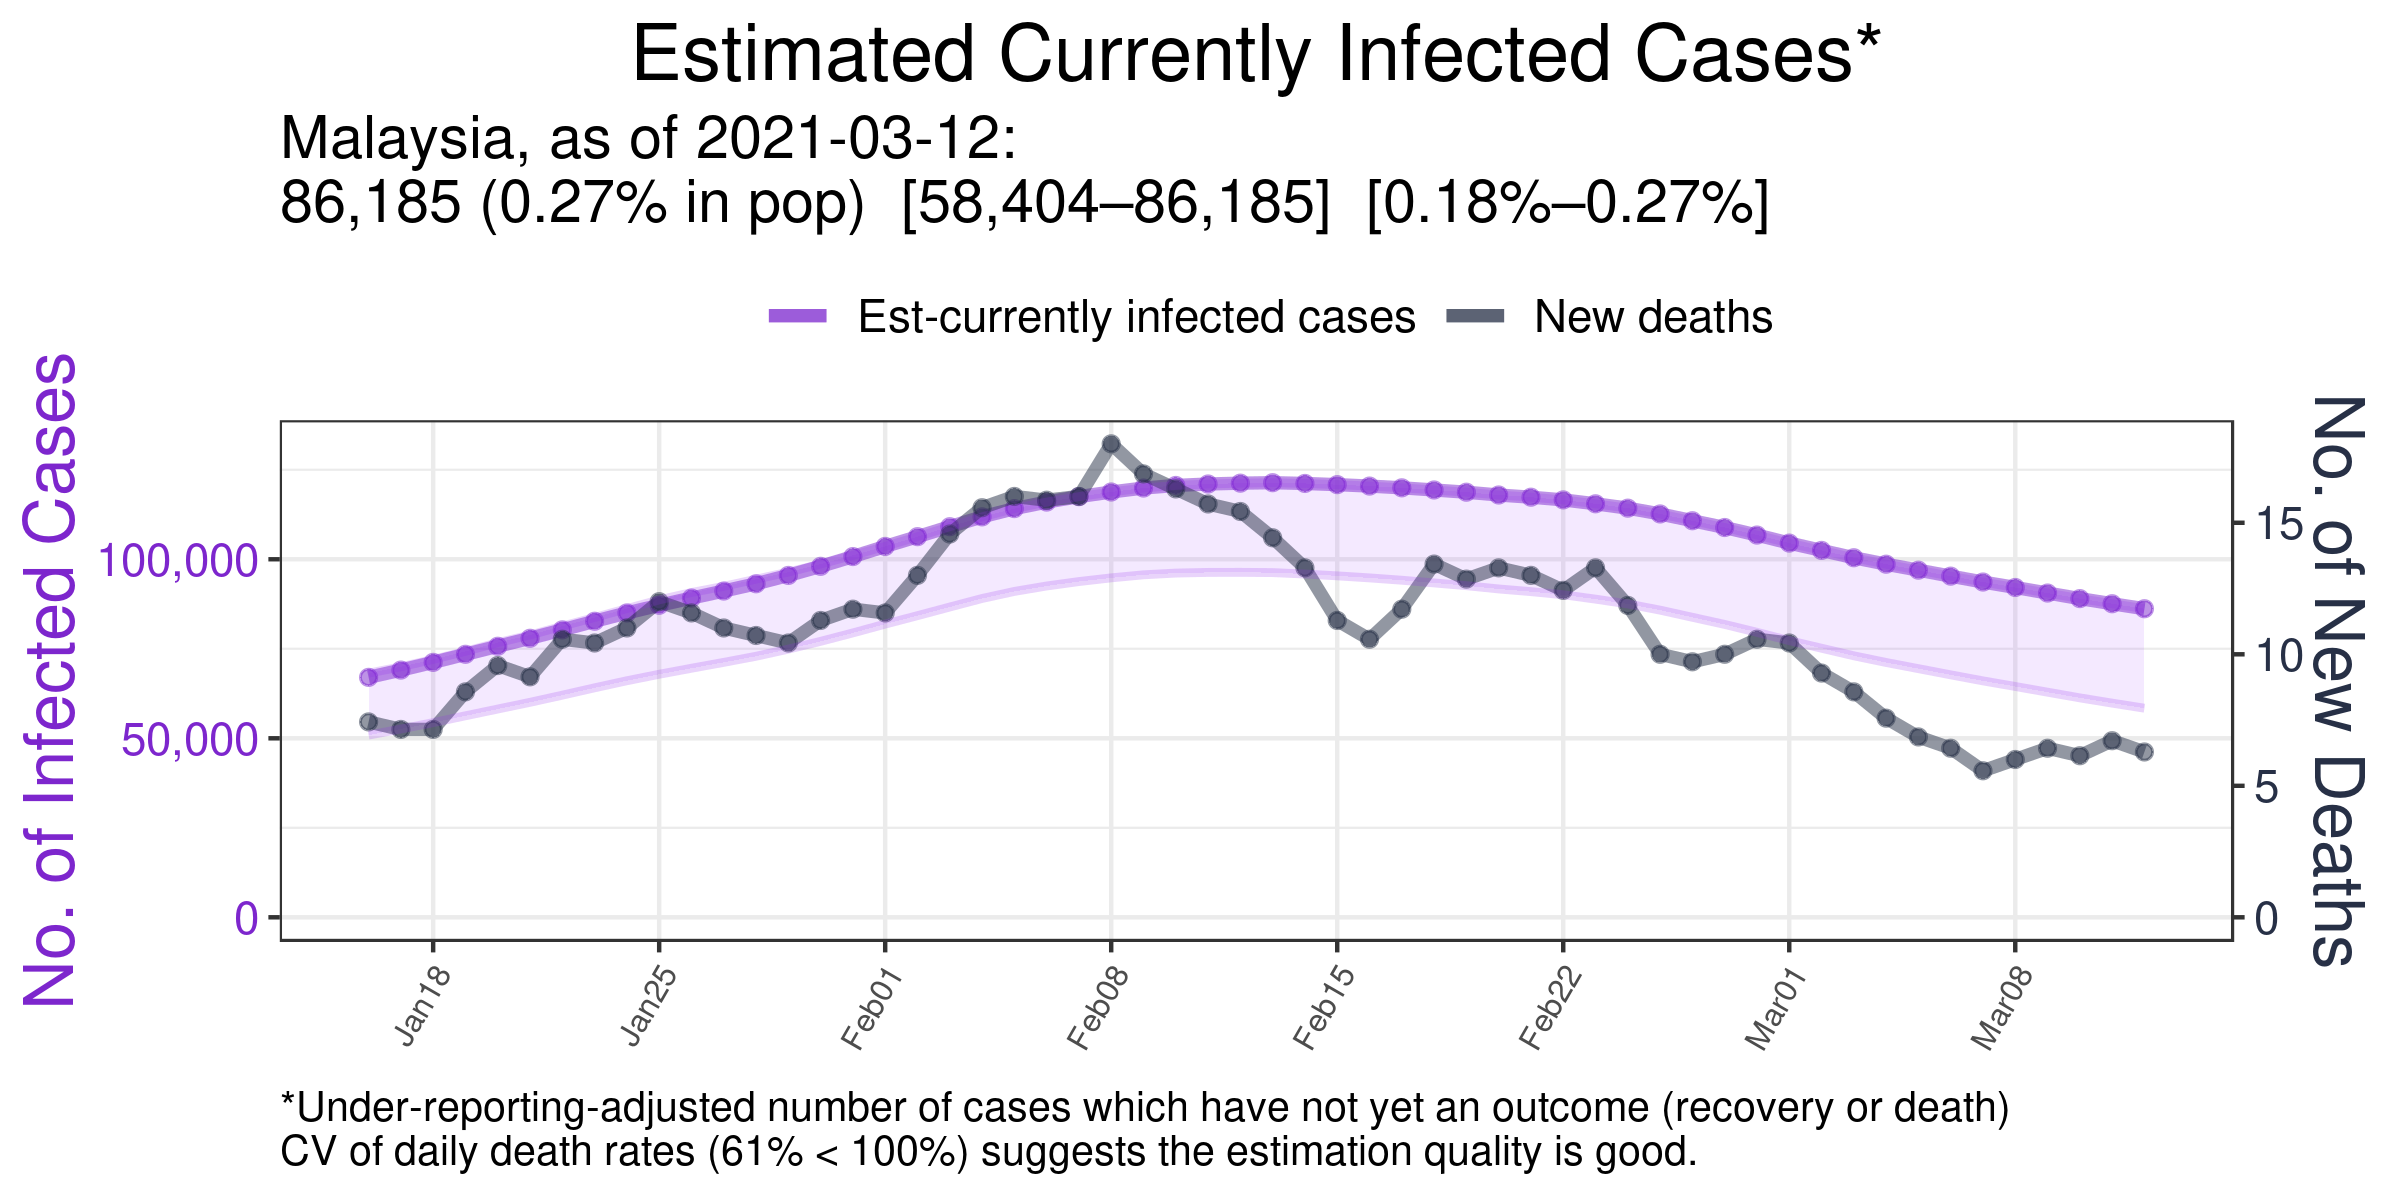 Estimated Currently Infected Cases*
Malaysia, as of 2021-03-12:
86,185 (0.27% in pop)  [58,404–86,185]  [0.18%–0.27%]
Est-currently infected cases
New deaths
No. of Infected Cases
100,000
50,000
0
15
10
5
0
No. of New Deaths
Jan18
Jan25
Feb01
Feb08
Feb15
Feb22
Mar01
Mar08
*Under-reporting-adjusted number of cases which have not yet an outcome (recovery or death)
CV of daily death rates (61% < 100%) suggests the estimation quality is good.